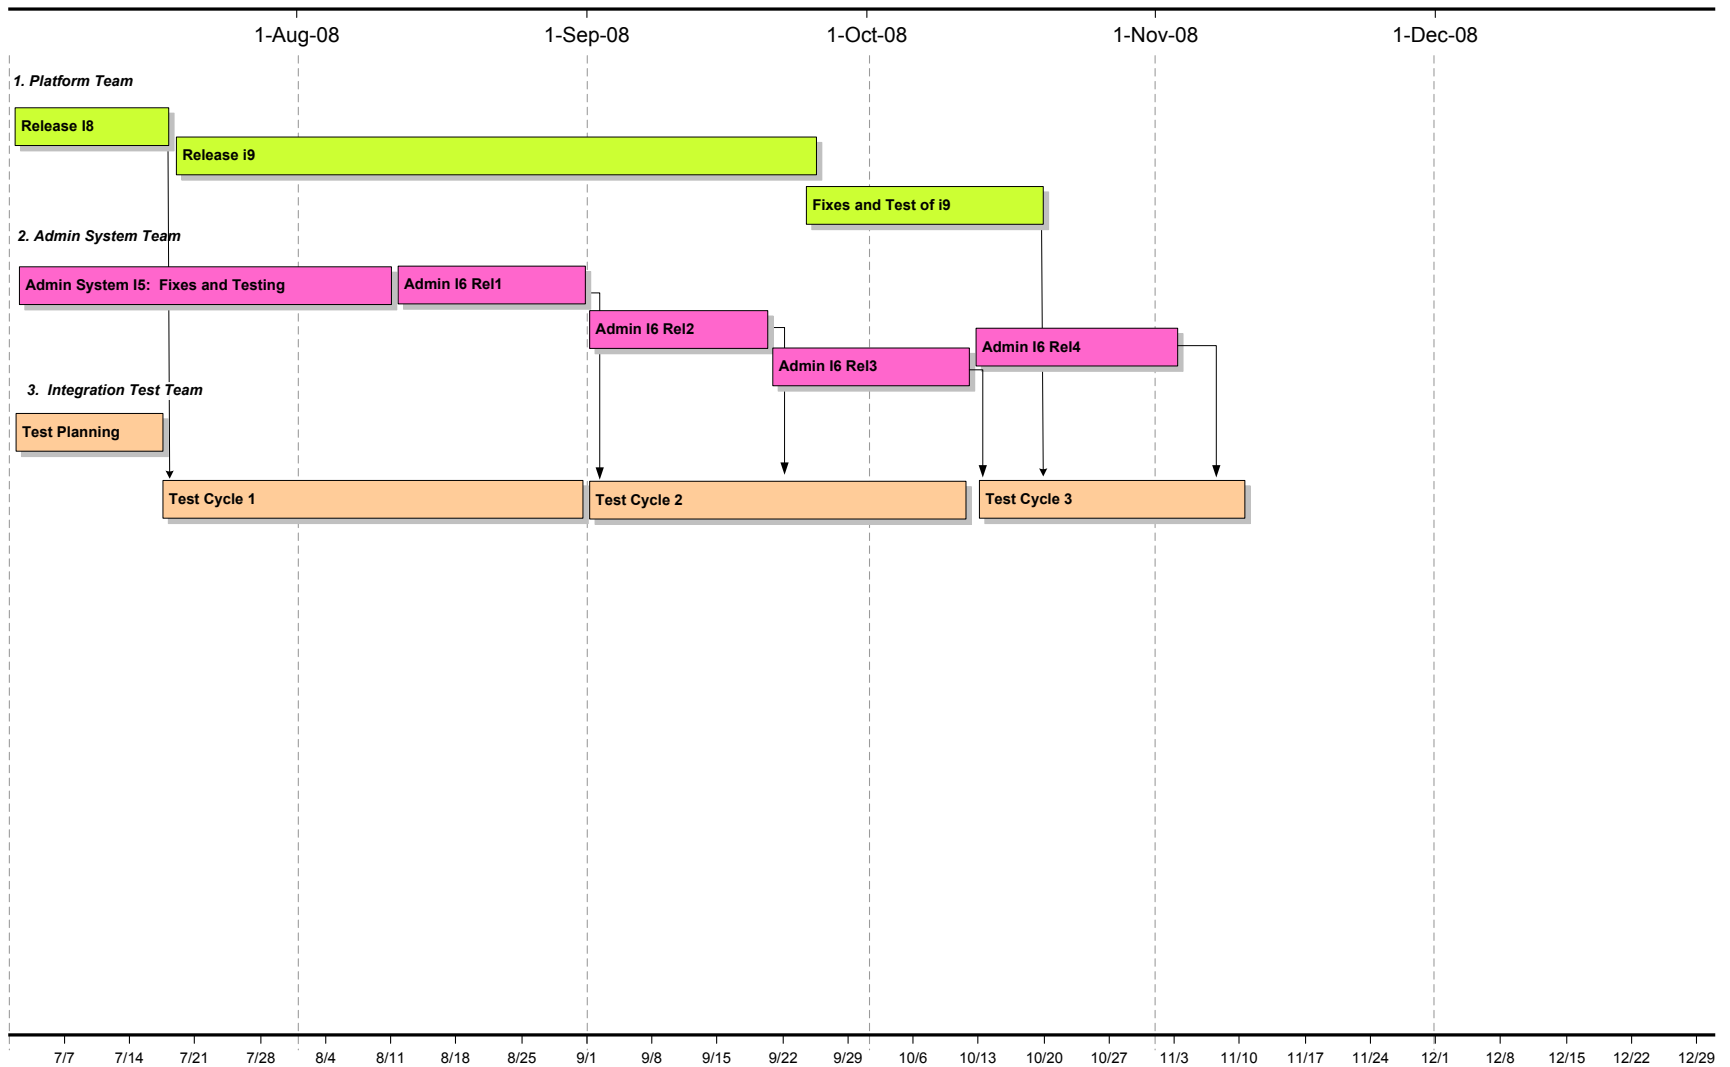 1-Aug-08 1-Sep-08 1-Oct-08 1-Nov-08 1-Dec-08
1. Platform Team
Release I8
Release i9
Fixes and Test of i9
2. Admin System Team
Admin System I5:  Fixes and Testing
Admin I6 Rel1
Admin I6 Rel2
Admin I6 Rel3
Admin I6 Rel4
3.  Integration Test Team
Test Planning
Test Cycle 1
Test Cycle 2
Test Cycle 3
7/7 7/14 7/21 7/28 8/4 8/11 8/18 8/25 9/1 9/8 9/15 9/22 9/29 10/6 10/13 10/20 10/27 11/3 11/10 11/17 11/24 12/1 12/8 12/15 12/22 12/29